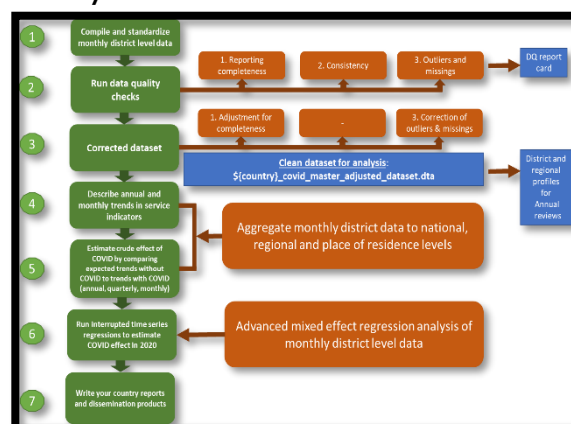 1
Compile and standardize
monthly district level data
2
Run data quality
checks
1. Reporting
completeness
2. Consistency
3. Outliers and
missings
DQ report
card
3
Corrected dataset
1. Adjustment for
completeness
-
3. Correction of
outliers & missings
Clean dataset for analysis:
${country}_covid_master_adjusted_dataset.dta
District and
regional
profiles
for
Annual
reviews
4
Describe annual and
monthly trends in service
indicators
Aggregate monthly district data to national,
regional and place of residence levels
5
Estimate crude effect of
COVID by comparing
expected trends without
COVID to trends with COVID
(annual, quarterly, monthly)
6
Run interrupted time series
regressions to estimate
COVID effect in 2020
Advanced mixed effect regression analysis of
monthly district level data
7
Write your country reports
and dissemination products